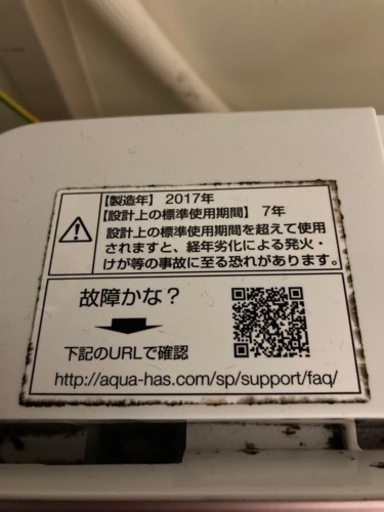 【製造年】 2017年
【設計上の標準使用期間】 7年
設計上の標準使用期間を超えて使用
されますと、経年劣化による発火・
けが等の事故に至る恐れがあります。
故障かな？
下記のURLで確認
http://aqua-has.com/sp/support/faq/